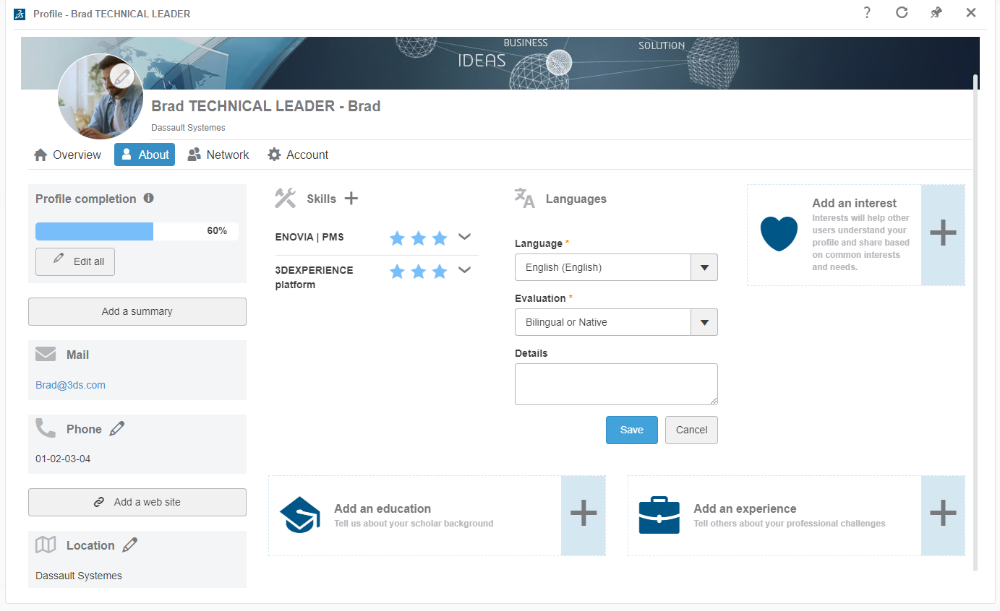 Profile - Brad TECHNICAL LEADER
?
BUSINESS
IDEAS
SOLUTION
Brad TECHNICAL LEADER - Brad
Dassault Systemes
Overview
About
Network
Account
Profile completion
60%
Edit all
Add a summary
Mail
Brad@3ds.com
Phone
01-02-03-04
Add a web site
Location
Dassault Systemes
Skills
ENOVIA | PMS
3DEXPERIENCE
platform
Languages
Language *
English (English)
Evaluation *
Bilingual or Native
Details
Save
Cancel
Add an interest
Interests will help other
users understand your
profile and share based
on common interests
and needs.
Add an education
Tell us about your scholar background
Add an experience
Tell others about your professional challenges